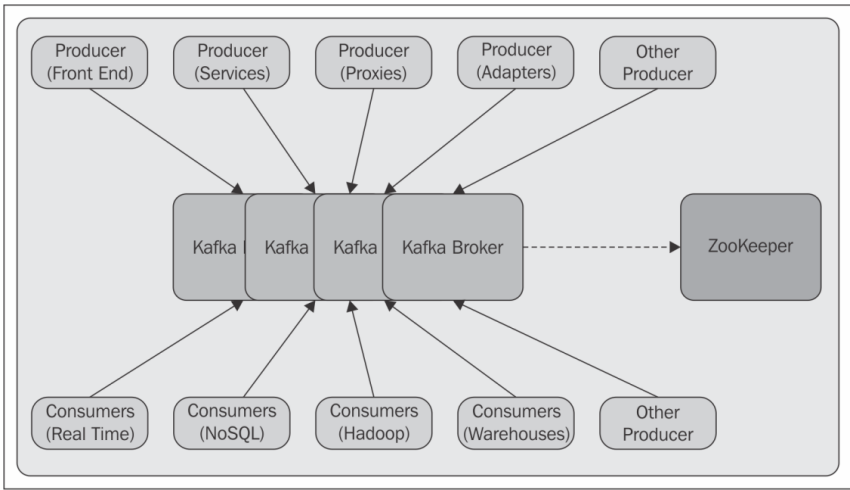 Producer
(Front End)
Producer
(Services)
Producer
(Proxies)
Producer
(Adapters)
Other
Producer
Kafka
Kafka
Kafka
Kafka Broker
ZooKeeper
Consumers
(Real Time)
Consumers
(NoSQL)
Consumers
(Hadoop)
Consumers
(Warehouses)
Other
Producer